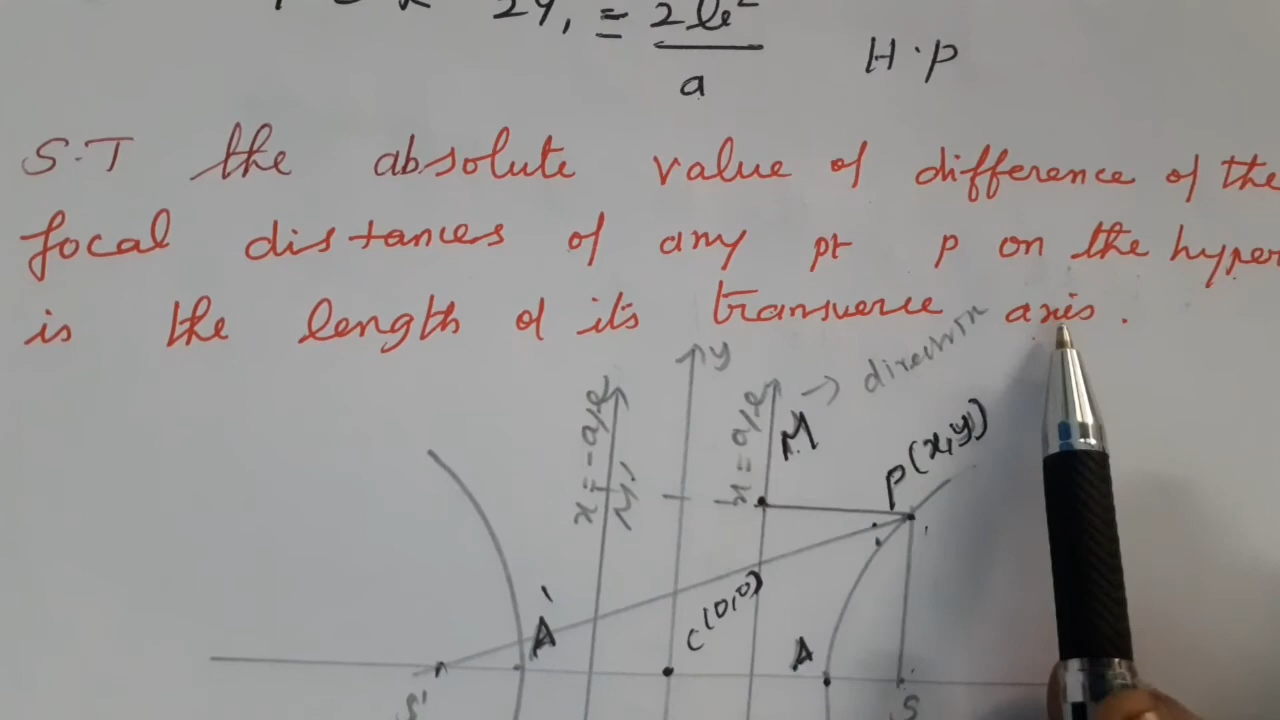 2y₁ = 2b²
a
H.P
S.T the absolute value of difference of the
focal distances of any pt P on the hyper
is the length of its transverse axis.
y
x = -a/e
x = a/e
M → directrix
M'
P(x,y)
C(0,0)
A'
A
S'
S